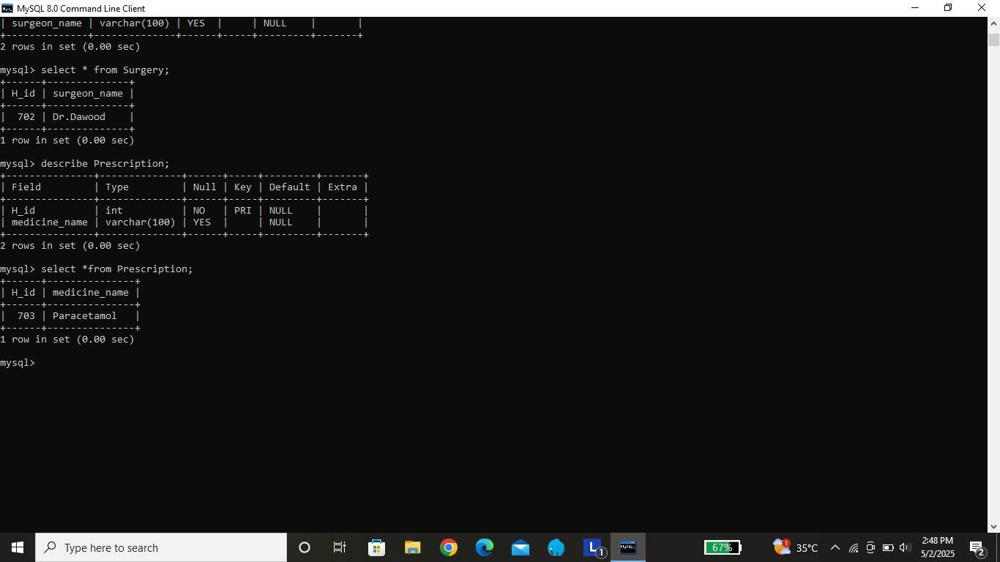 MySQL 8.0 Command Line Client
| surgeon_name | varchar(100) | YES  |     | NULL    |       |
+--------------+--------------+------+-----+---------+-------+
2 rows in set (0.00 sec)
mysql> select * from Surgery;
+------+--------------+
| H_id | surgeon_name |
+------+--------------+
|  702 | Dr.Dawood    |
+------+--------------+
1 row in set (0.00 sec)
mysql> describe Prescription;
+---------------+--------------+------+-----+---------+-------+
| Field         | Type         | Null | Key | Default | Extra |
+---------------+--------------+------+-----+---------+-------+
| H_id          | int          | NO   | PRI | NULL    |       |
| medicine_name | varchar(100) | YES  |     | NULL    |       |
+---------------+--------------+------+-----+---------+-------+
2 rows in set (0.00 sec)
mysql> select *from Prescription;
+------+---------------+
| H_id | medicine_name |
+------+---------------+
|  703 | Paracetamol   |
+------+---------------+
1 row in set (0.00 sec)
mysql>
Type here to search
L 1
MySQL
67%
1
35°C
2:48 PM
5/2/2025
2